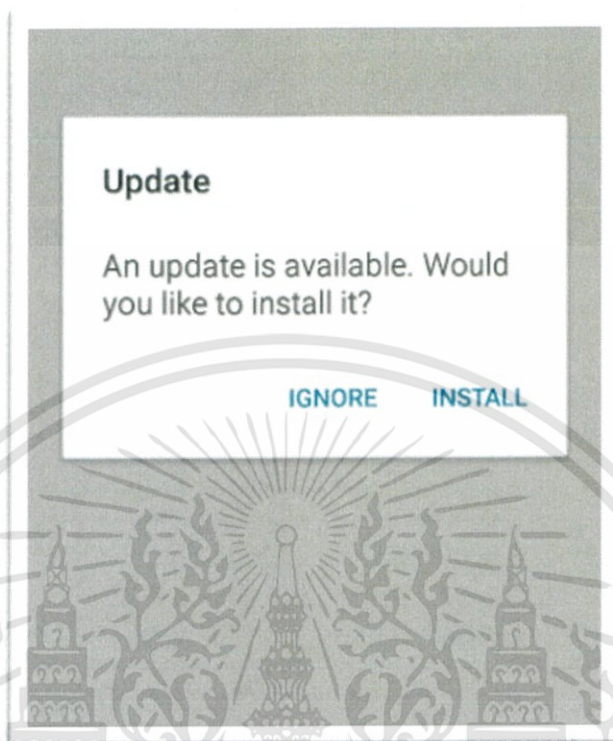 Update
An update is available. Would
you like to install it?
IGNORE INSTALL